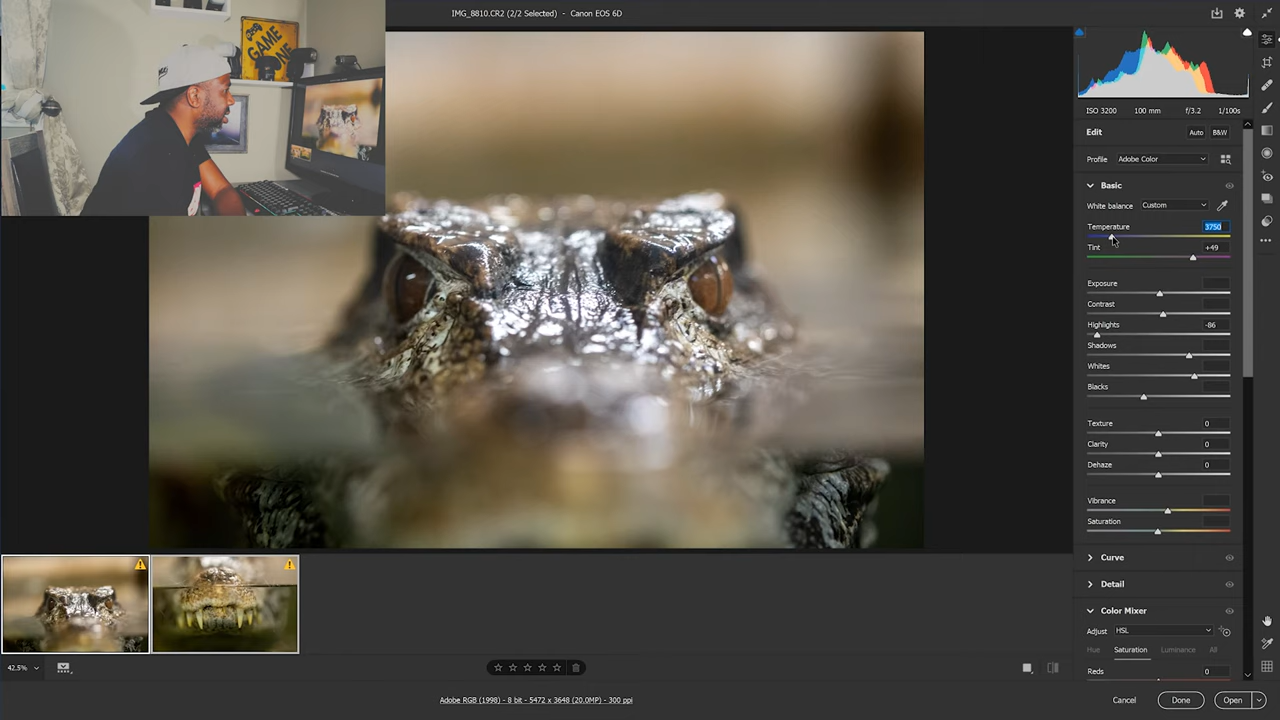 IMG_8810.CR2 (2/2 Selected) - Canon EOS 6D
GAME
ISO 3200 100 mm f/3.2 1/100s
Edit Auto B&W
Profile Adobe Color
Basic
White balance Custom
Temperature 3750
Tint +49
Exposure
Contrast
Highlights -86
Shadows
Whites
Blacks
Texture 0
Clarity 0
Dehaze 0
Vibrance
Saturation
Curve
Detail
Color Mixer
Adjust HSL
Hue Saturation Luminance All
Reds 0
42.5%
Adobe RGB (1998) - 8 bit - 5472 x 3648 (20.0MP) - 300 ppi
Cancel Done Open